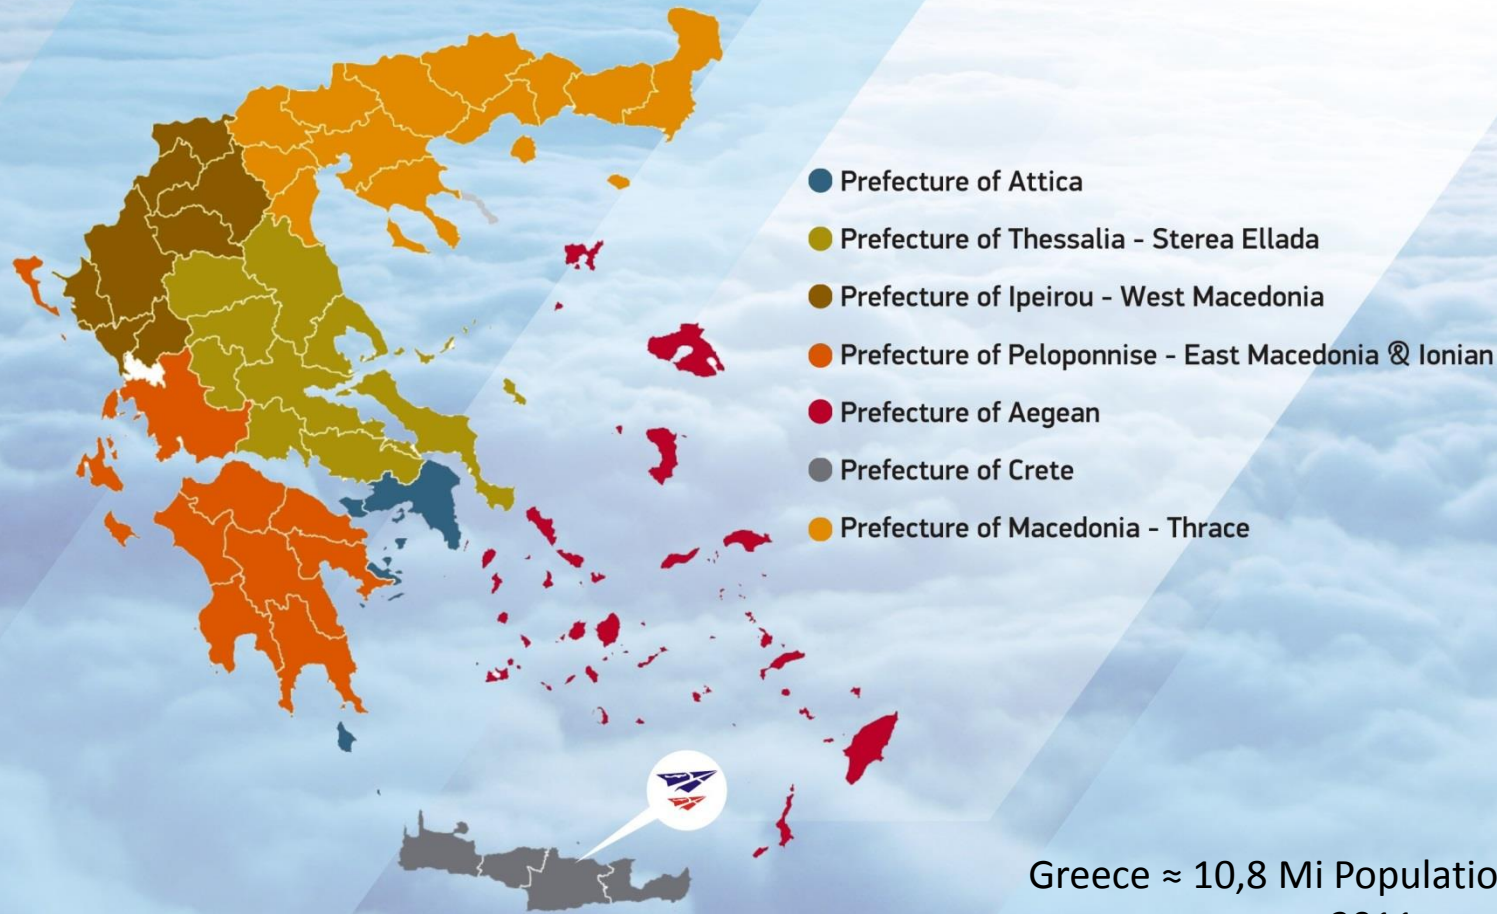 Prefecture of Attica
Prefecture of Thessalia - Sterea Ellada
Prefecture of Ipeirou - West Macedonia
Prefecture of Peloponnise - East Macedonia & Ionian
Prefecture of Aegean
Prefecture of Crete
Prefecture of Macedonia - Thrace
Greece ≈ 10,8 Mi Populatio